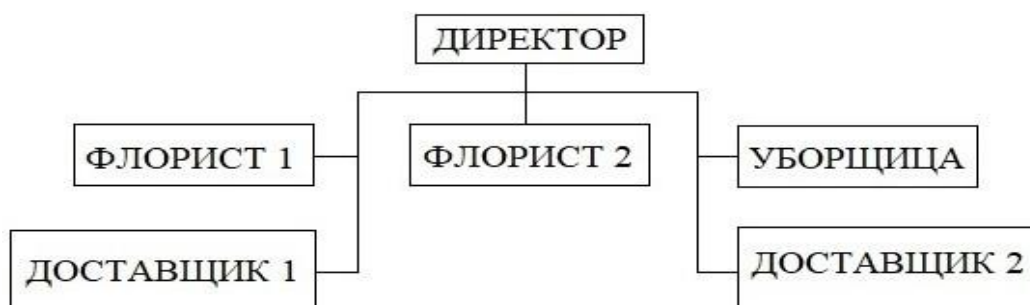 ДИРЕКТОР
ФЛОРИСТ 1
ФЛОРИСТ 2
УБОРЩИЦА
ДОСТАВЩИК 1
ДОСТАВЩИК 2